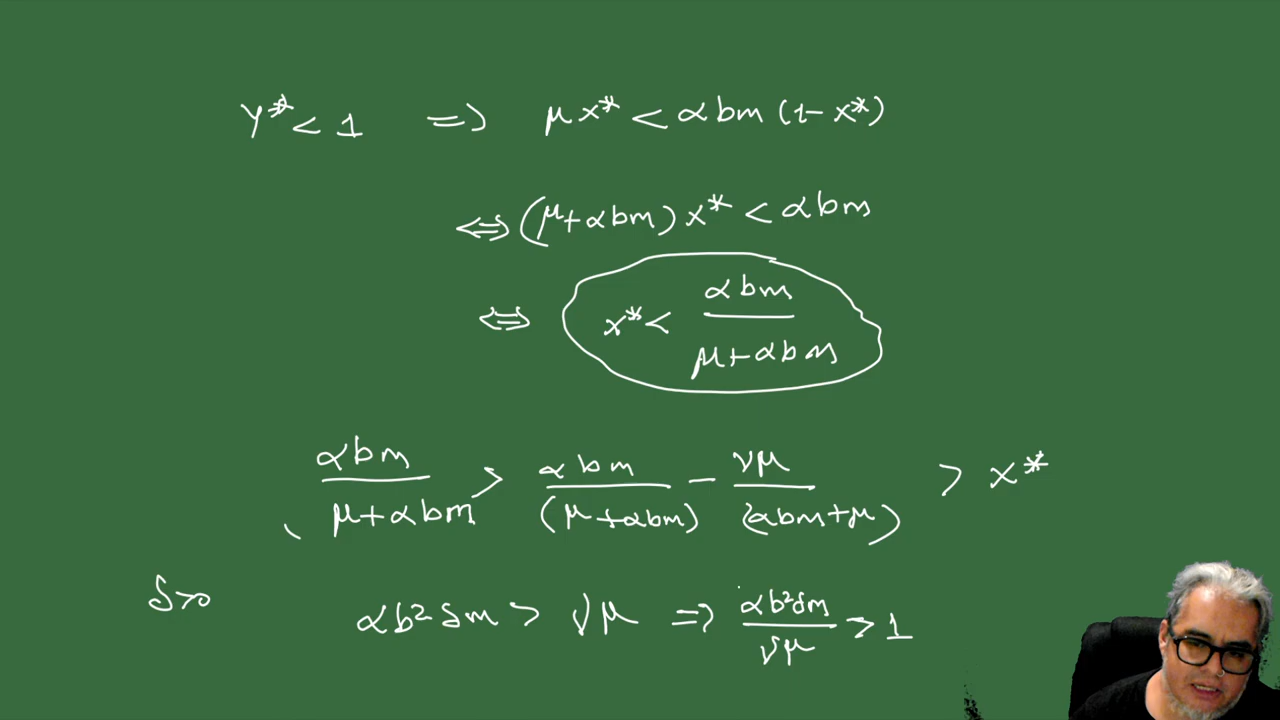 y* < 1 => μx* < αbm (1 - x*)
<=> (μ + αbm) x* < αbm
<=> x* < αbm / μ + αbm
αbm / μ + αbm > αbm / (μ + αbm) - νμ / (αbm + μ) > x*
δ>0 αb²δm > νμ => αb²δm / νμ > 1